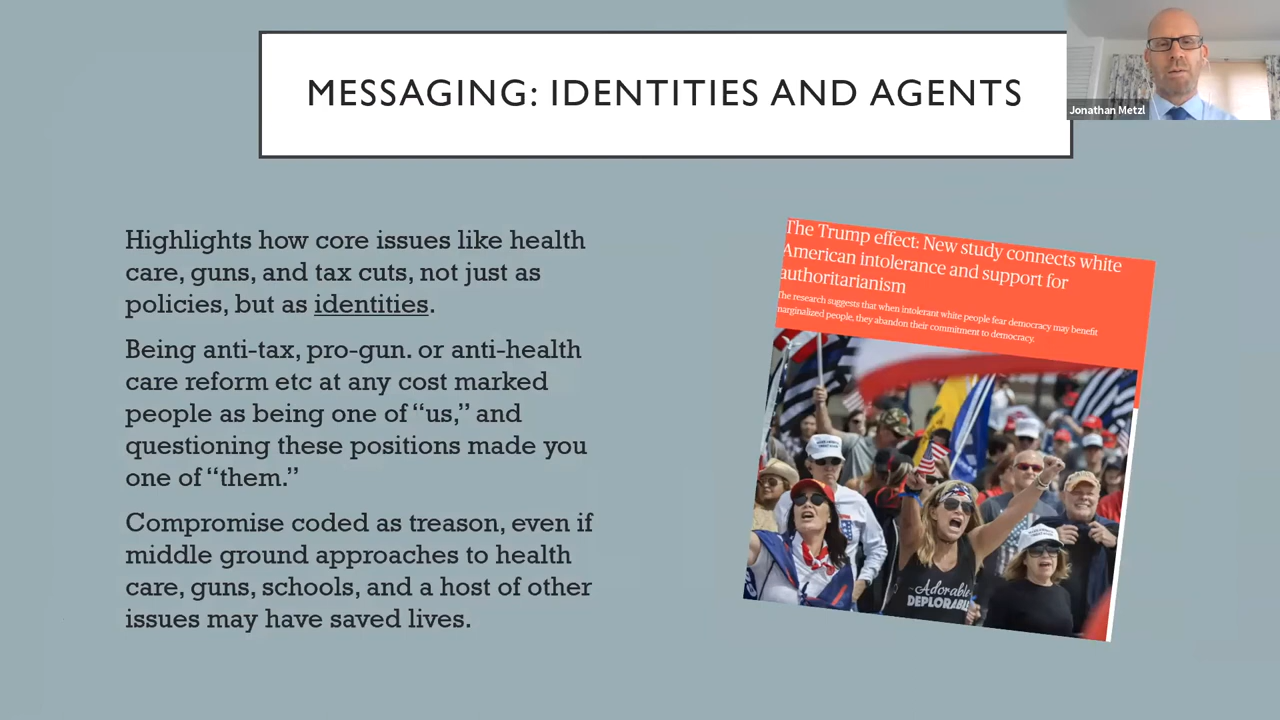 MESSAGING: IDENTITIES AND AGENTS
Jonathan Metzl
Highlights how core issues like health
care, guns, and tax cuts, not just as
policies, but as identities.
Being anti-tax, pro-gun. or anti-health
care reform etc at any cost marked
people as being one of “us,” and
questioning these positions made you
one of “them.”
Compromise coded as treason, even if
middle ground approaches to health
care, guns, schools, and a host of other
issues may have saved lives.
The Trump effect: New study connects white
American intolerance and support for
authoritarianism
The research suggests that when intolerant white people fear democracy may benefit
marginalized people, they abandon their commitment to democracy.
Adorable
DEPLORABLE